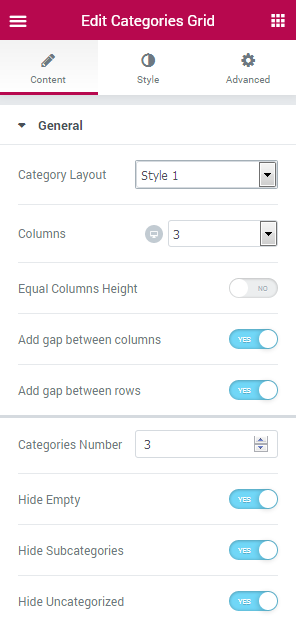 Edit Categories Grid
Content Style Advanced
General
Category Layout Style 1
Columns 3
Equal Columns Height NO
Add gap between columns YES
Add gap between rows YES
Categories Number 3
Hide Empty YES
Hide Subcategories YES
Hide Uncategorized YES